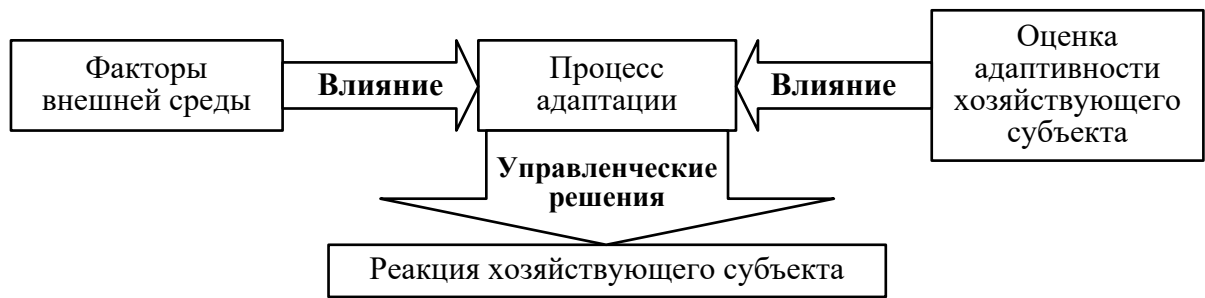 Факторы
внешней среды
Влияние
Процесс
адаптации
Влияние
Оценка
адаптивности
хозяйствующего
субъекта
Управленческие
решения
Реакция хозяйствующего субъекта